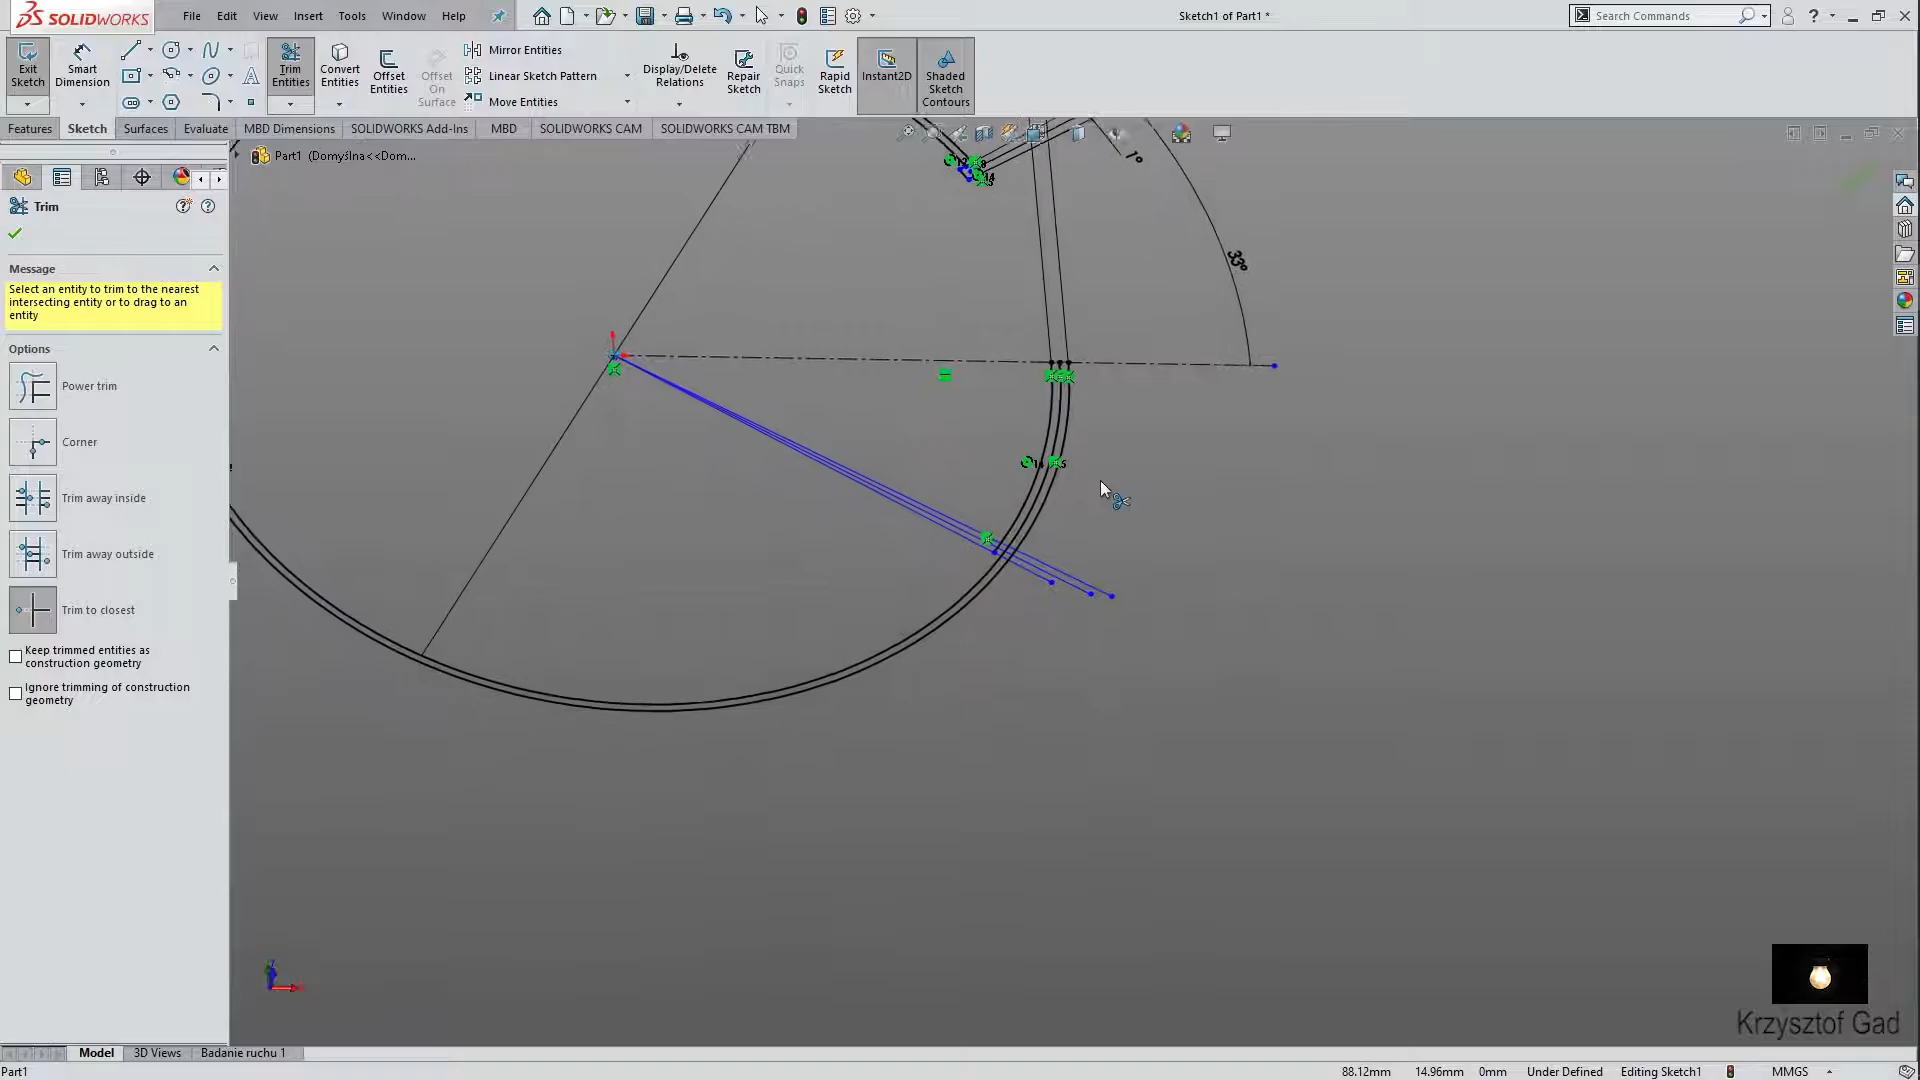 SOLIDWORKS
File Edit View Insert Tools Window Help
Sketch1 of Part1 *
Search Commands
Exit Sketch
Smart Dimension
Trim Entities
Convert Entities
Offset Entities
Offset On Surface
Mirror Entities
Linear Sketch Pattern
Move Entities
Display/Delete Relations
Repair Sketch
Quick Snaps
Rapid Sketch
Instant2D
Shaded Sketch Contours
Features Sketch Surfaces Evaluate MBD Dimensions SOLIDWORKS Add-Ins MBD SOLIDWORKS CAM SOLIDWORKS CAM TBM
Part1 (Domyślna<<Dom...
Trim
Message
Select an entity to trim to the nearest
intersecting entity or to drag to an
entity
Options
Power trim
Corner
Trim away inside
Trim away outside
Trim to closest
Keep trimmed entities as
construction geometry
Ignore trimming of construction
geometry
1°
33°
Krzysztof Gad
Model 3D Views Badanie ruchu 1
Part1
88.12mm 14.96mm 0mm Under Defined Editing Sketch1 MMGS